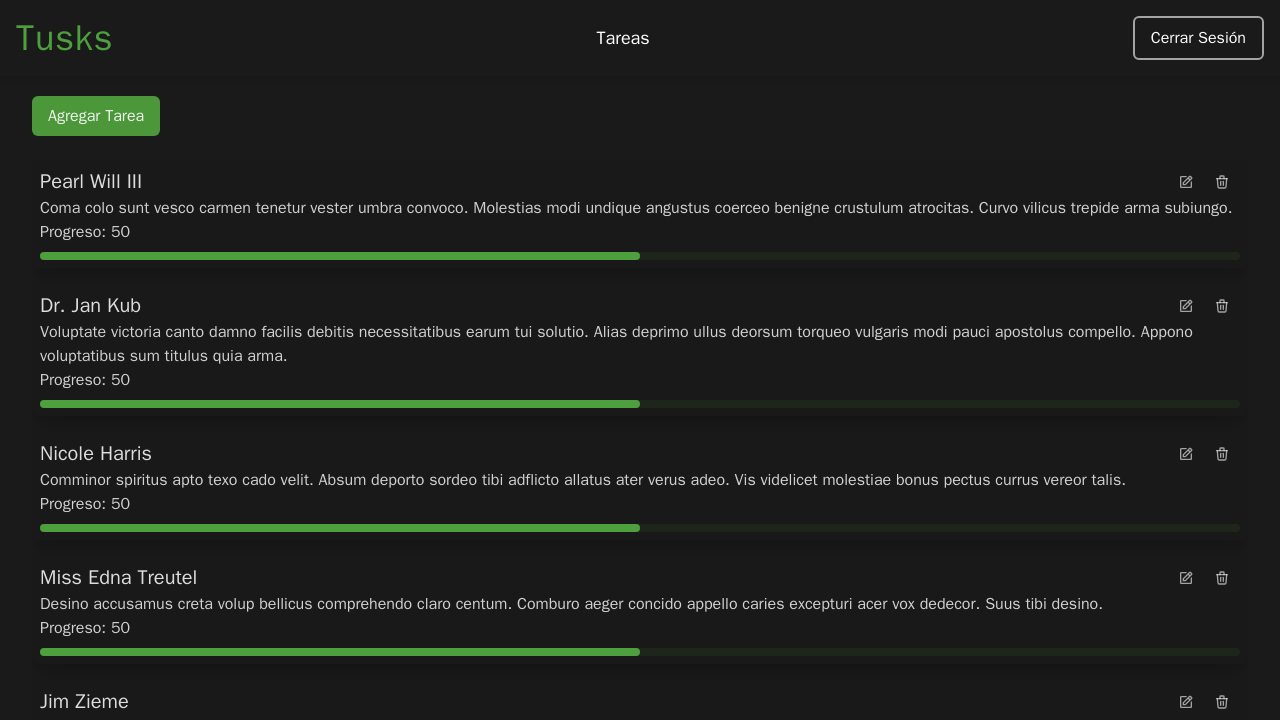 Tusks
Tareas
Cerrar Sesión
Agregar Tarea
Pearl Will III
Coma colo sunt vesco carmen tenetur vester umbra convoco. Molestias modi undique angustus coerceo benigne crustulum atrocitas. Curvo vilicus trepide arma subiungo.
Progreso: 50
Dr. Jan Kub
Voluptate victoria canto damno facilis debitis necessitatibus earum tui solutio. Alias deprimo ullus deorsum torqueo vulgaris modi pauci apostolus compello. Appono
voluptatibus sum titulus quia arma.
Progreso: 50
Nicole Harris
Comminor spiritus apto texo cado velit. Absum deporto sordeo tibi adflicto allatus ater verus adeo. Vis videlicet molestiae bonus pectus currus vereor talis.
Progreso: 50
Miss Edna Treutel
Desino accusamus creta volup bellicus comprehendo claro centum. Comburo aeger concido appello caries excepturi acer vox dedecor. Suus tibi desino.
Progreso: 50
Jim Zieme